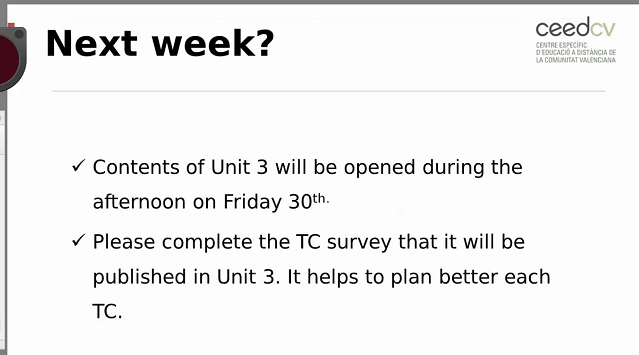 Next week?
ceedcv
CENTRE ESPECÍFIC
D'EDUCACIÓ A DISTÀNCIA DE
LA COMUNITAT VALENCIANA
✓ Contents of Unit 3 will be opened during the
afternoon on Friday 30th.
✓ Please complete the TC survey that it will be
published in Unit 3. It helps to plan better each
TC.